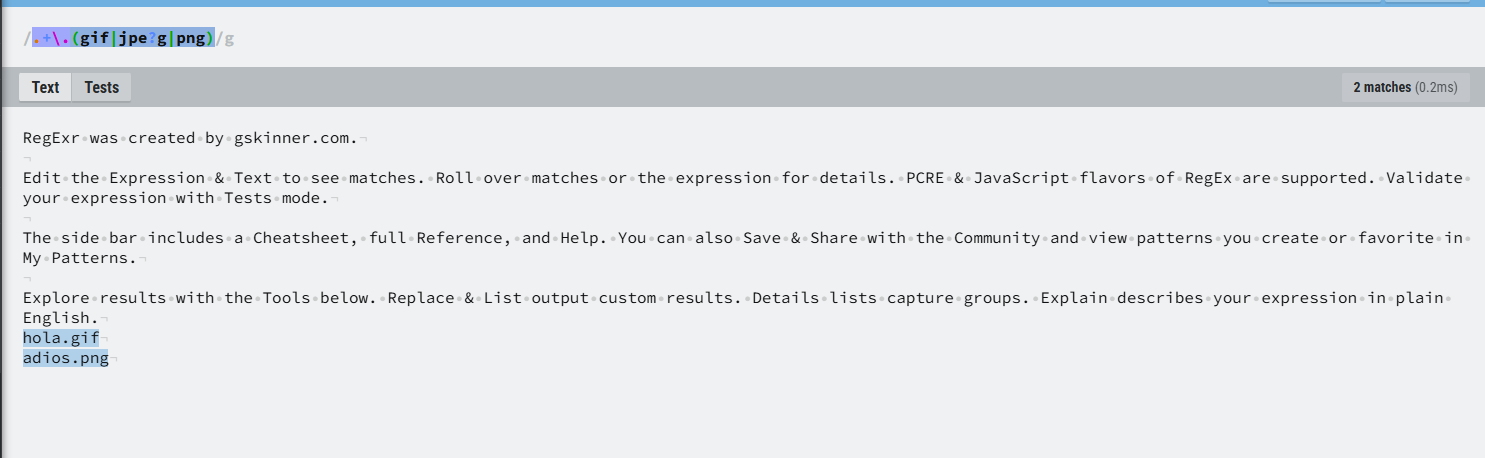 /.+\.(gif|jpe?g|png)/g
Text Tests 2 matches (0.2ms)
RegExr was created by gskinner.com.
Edit the Expression & Text to see matches. Roll over matches or the expression for details. PCRE & JavaScript flavors of RegEx are supported. Validate
your expression with Tests mode.
The side bar includes a Cheatsheet, full Reference, and Help. You can also Save & Share with the Community and view patterns you create or favorite in
My Patterns.
Explore results with the Tools below. Replace & List output custom results. Details lists capture groups. Explain describes your expression in plain
English.
hola.gif
adios.png